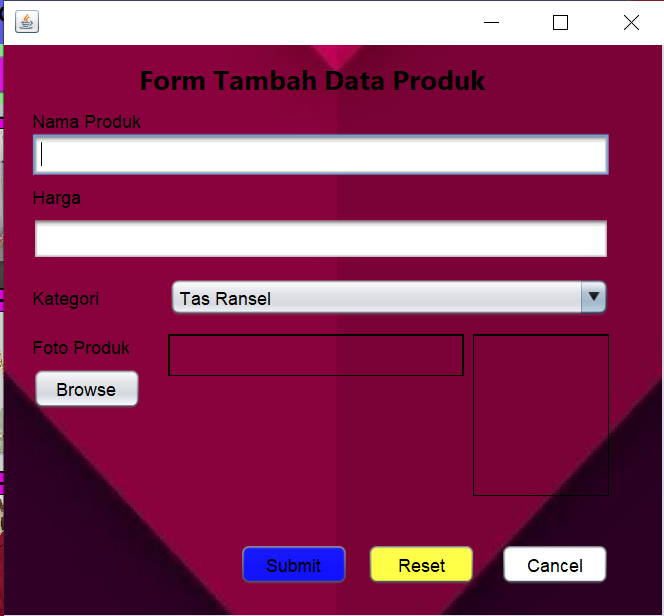 Form Tambah Data Produk
Nama Produk
Harga
Kategori
Tas Ransel
Foto Produk
Browse
Submit
Reset
Cancel